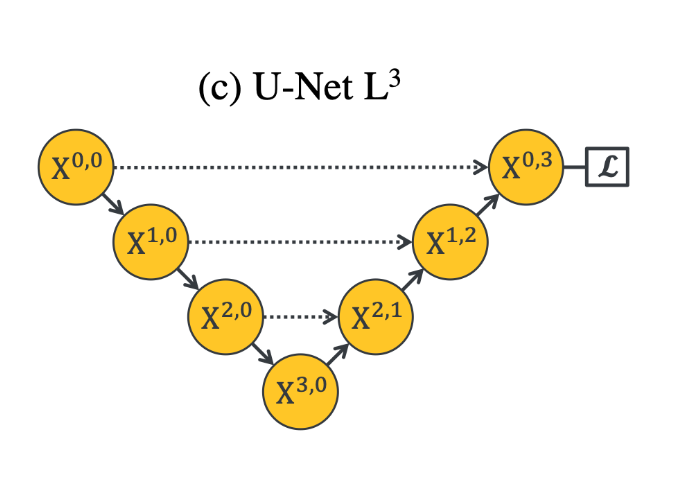 (c) U-Net L³
X⁰,⁰ X⁰,³ ℒ
X¹,⁰ X¹,²
X²,⁰ X²,¹
X³,⁰